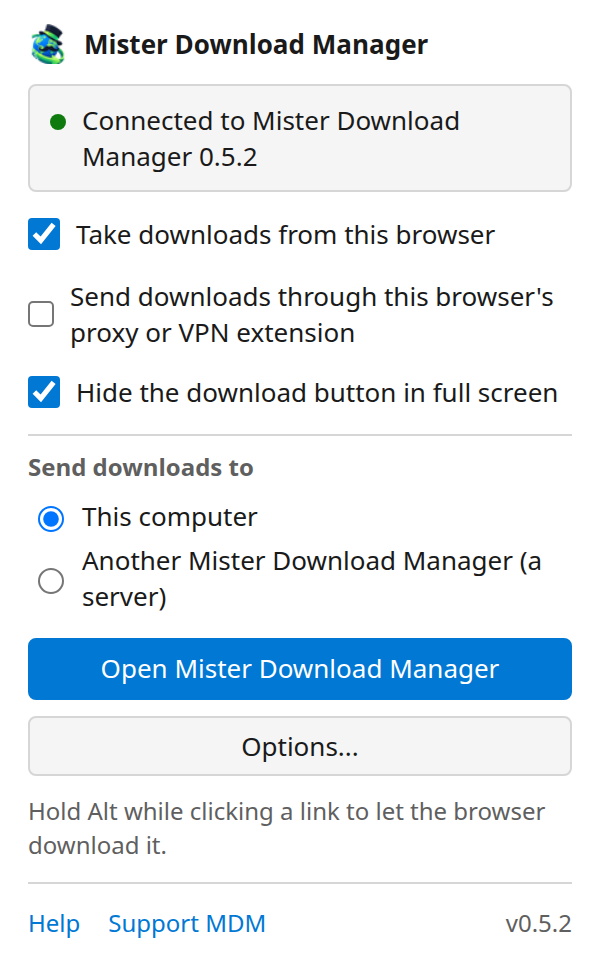 Mister Download Manager
Connected to Mister Download
Manager 0.5.2
Take downloads from this browser
Send downloads through this browser's
proxy or VPN extension
Hide the download button in full screen
Send downloads to
This computer
Another Mister Download Manager (a
server)
Open Mister Download Manager
Options...
Hold Alt while clicking a link to let the browser
download it.
Help Support MDM v0.5.2